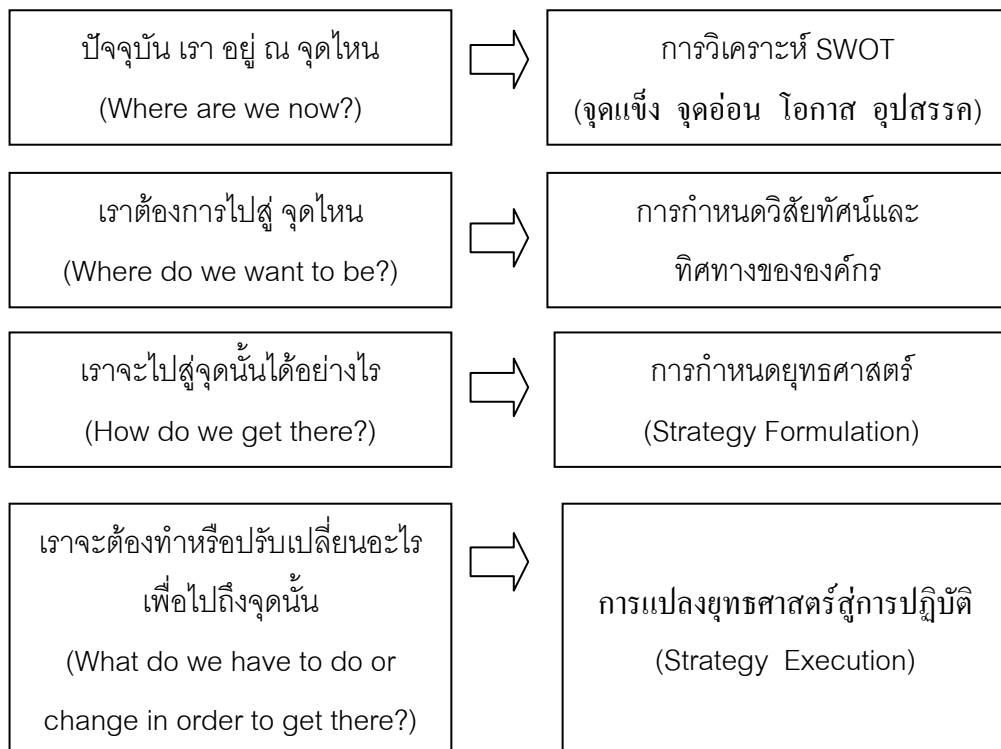 ปัจจุบัน เรา อยู่ ณ จุดไหน
(Where are we now?)
การวิเคราะห์ SWOT
(จุดแข็ง จุดอ่อน โอกาส อุปสรรค)
เราต้องการไปสู่ จุดไหน
(Where do we want to be?)
การกำหนดวิสัยทัศน์และ
ทิศทางขององค์กร
เราจะไปสู่จุดนั้นได้อย่างไร
(How do we get there?)
การกำหนดยุทธศาสตร์
(Strategy Formulation)
เราจะต้องทำหรือปรับเปลี่ยนอะไร
เพื่อไปถึงจุดนั้น
(What do we have to do or
change in order to get there?)
การแปลงยุทธศาสตร์สู่การปฏิบัติ
(Strategy Execution)